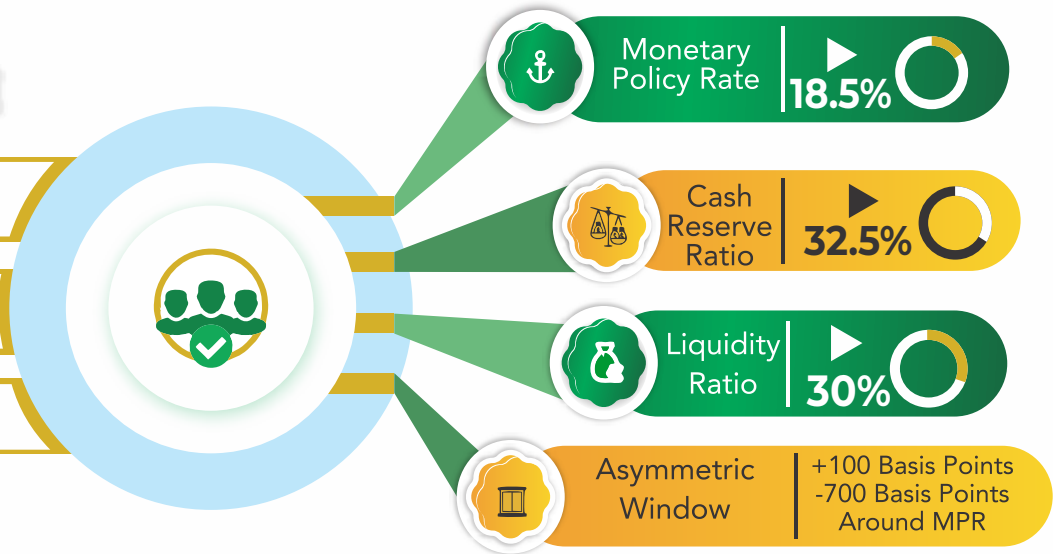 Monetary
Policy Rate
18.5%
Cash
Reserve
Ratio
32.5%
Liquidity
Ratio
30%
Asymmetric
Window
+100 Basis Points
-700 Basis Points
Around MPR